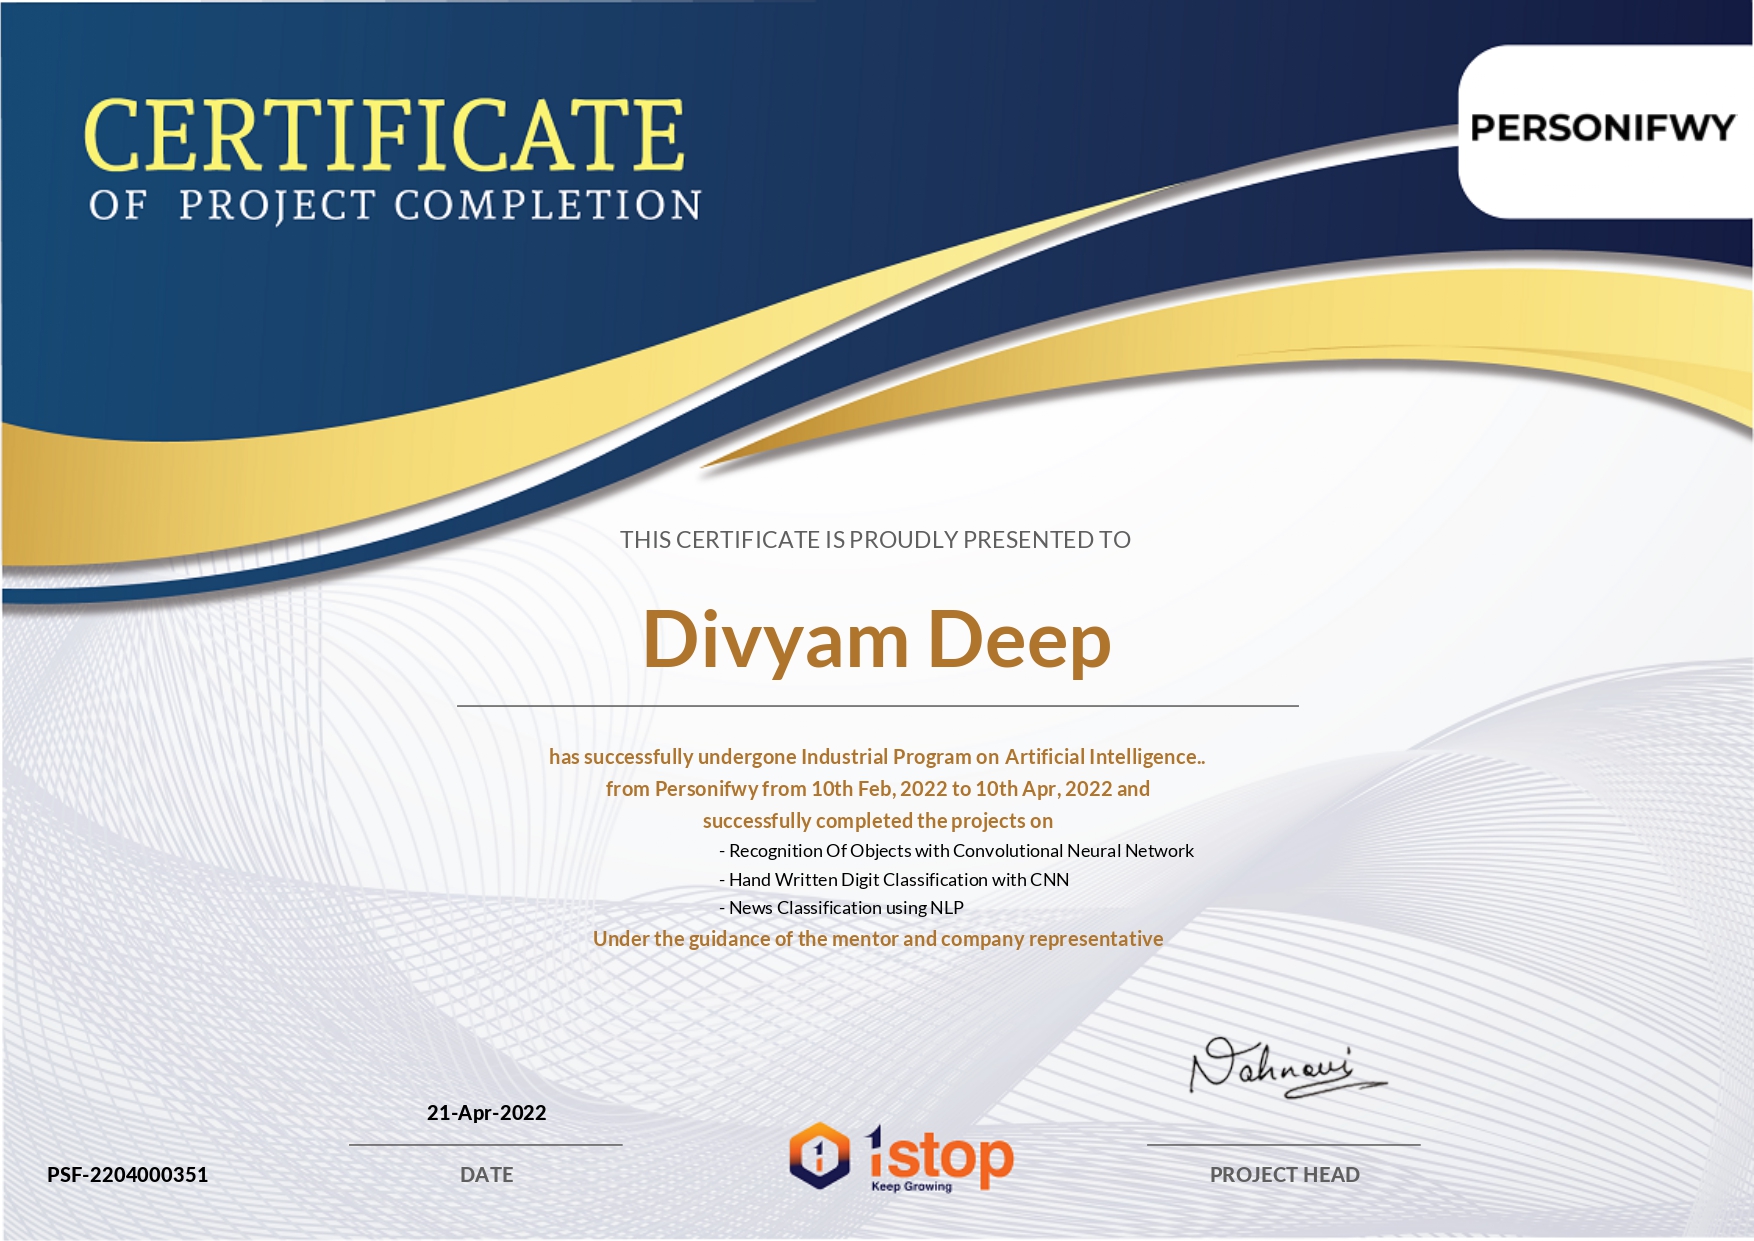 CERTIFICATE
OF PROJECT COMPLETION
PERSONIFWY
THIS CERTIFICATE IS PROUDLY PRESENTED TO
Divyam Deep
has successfully undergone Industrial Program on Artificial Intelligence..
from Personifwy from 10th Feb, 2022 to 10th Apr, 2022 and
successfully completed the projects on
- Recognition Of Objects with Convolutional Neural Network
- Hand Written Digit Classification with CNN
- News Classification using NLP
Under the guidance of the mentor and company representative
21-Apr-2022
PSF-2204000351
DATE
1stop
Keep Growing
PROJECT HEAD